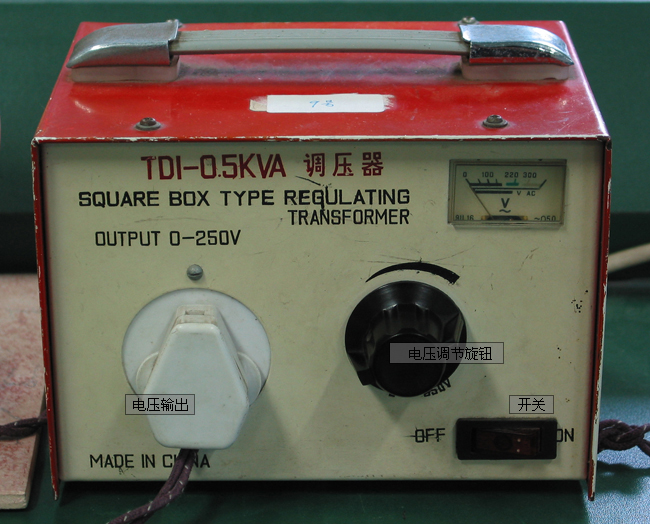 72
TDI-0.5KVA 调压器
SQUARE BOX TYPE REGULATING
TRANSFORMER
OUTPUT 0-250V
0 100 220 300
V AC
V
~
电压调节旋钮
电压输出
开关
OFF ON
MADE IN CHINA